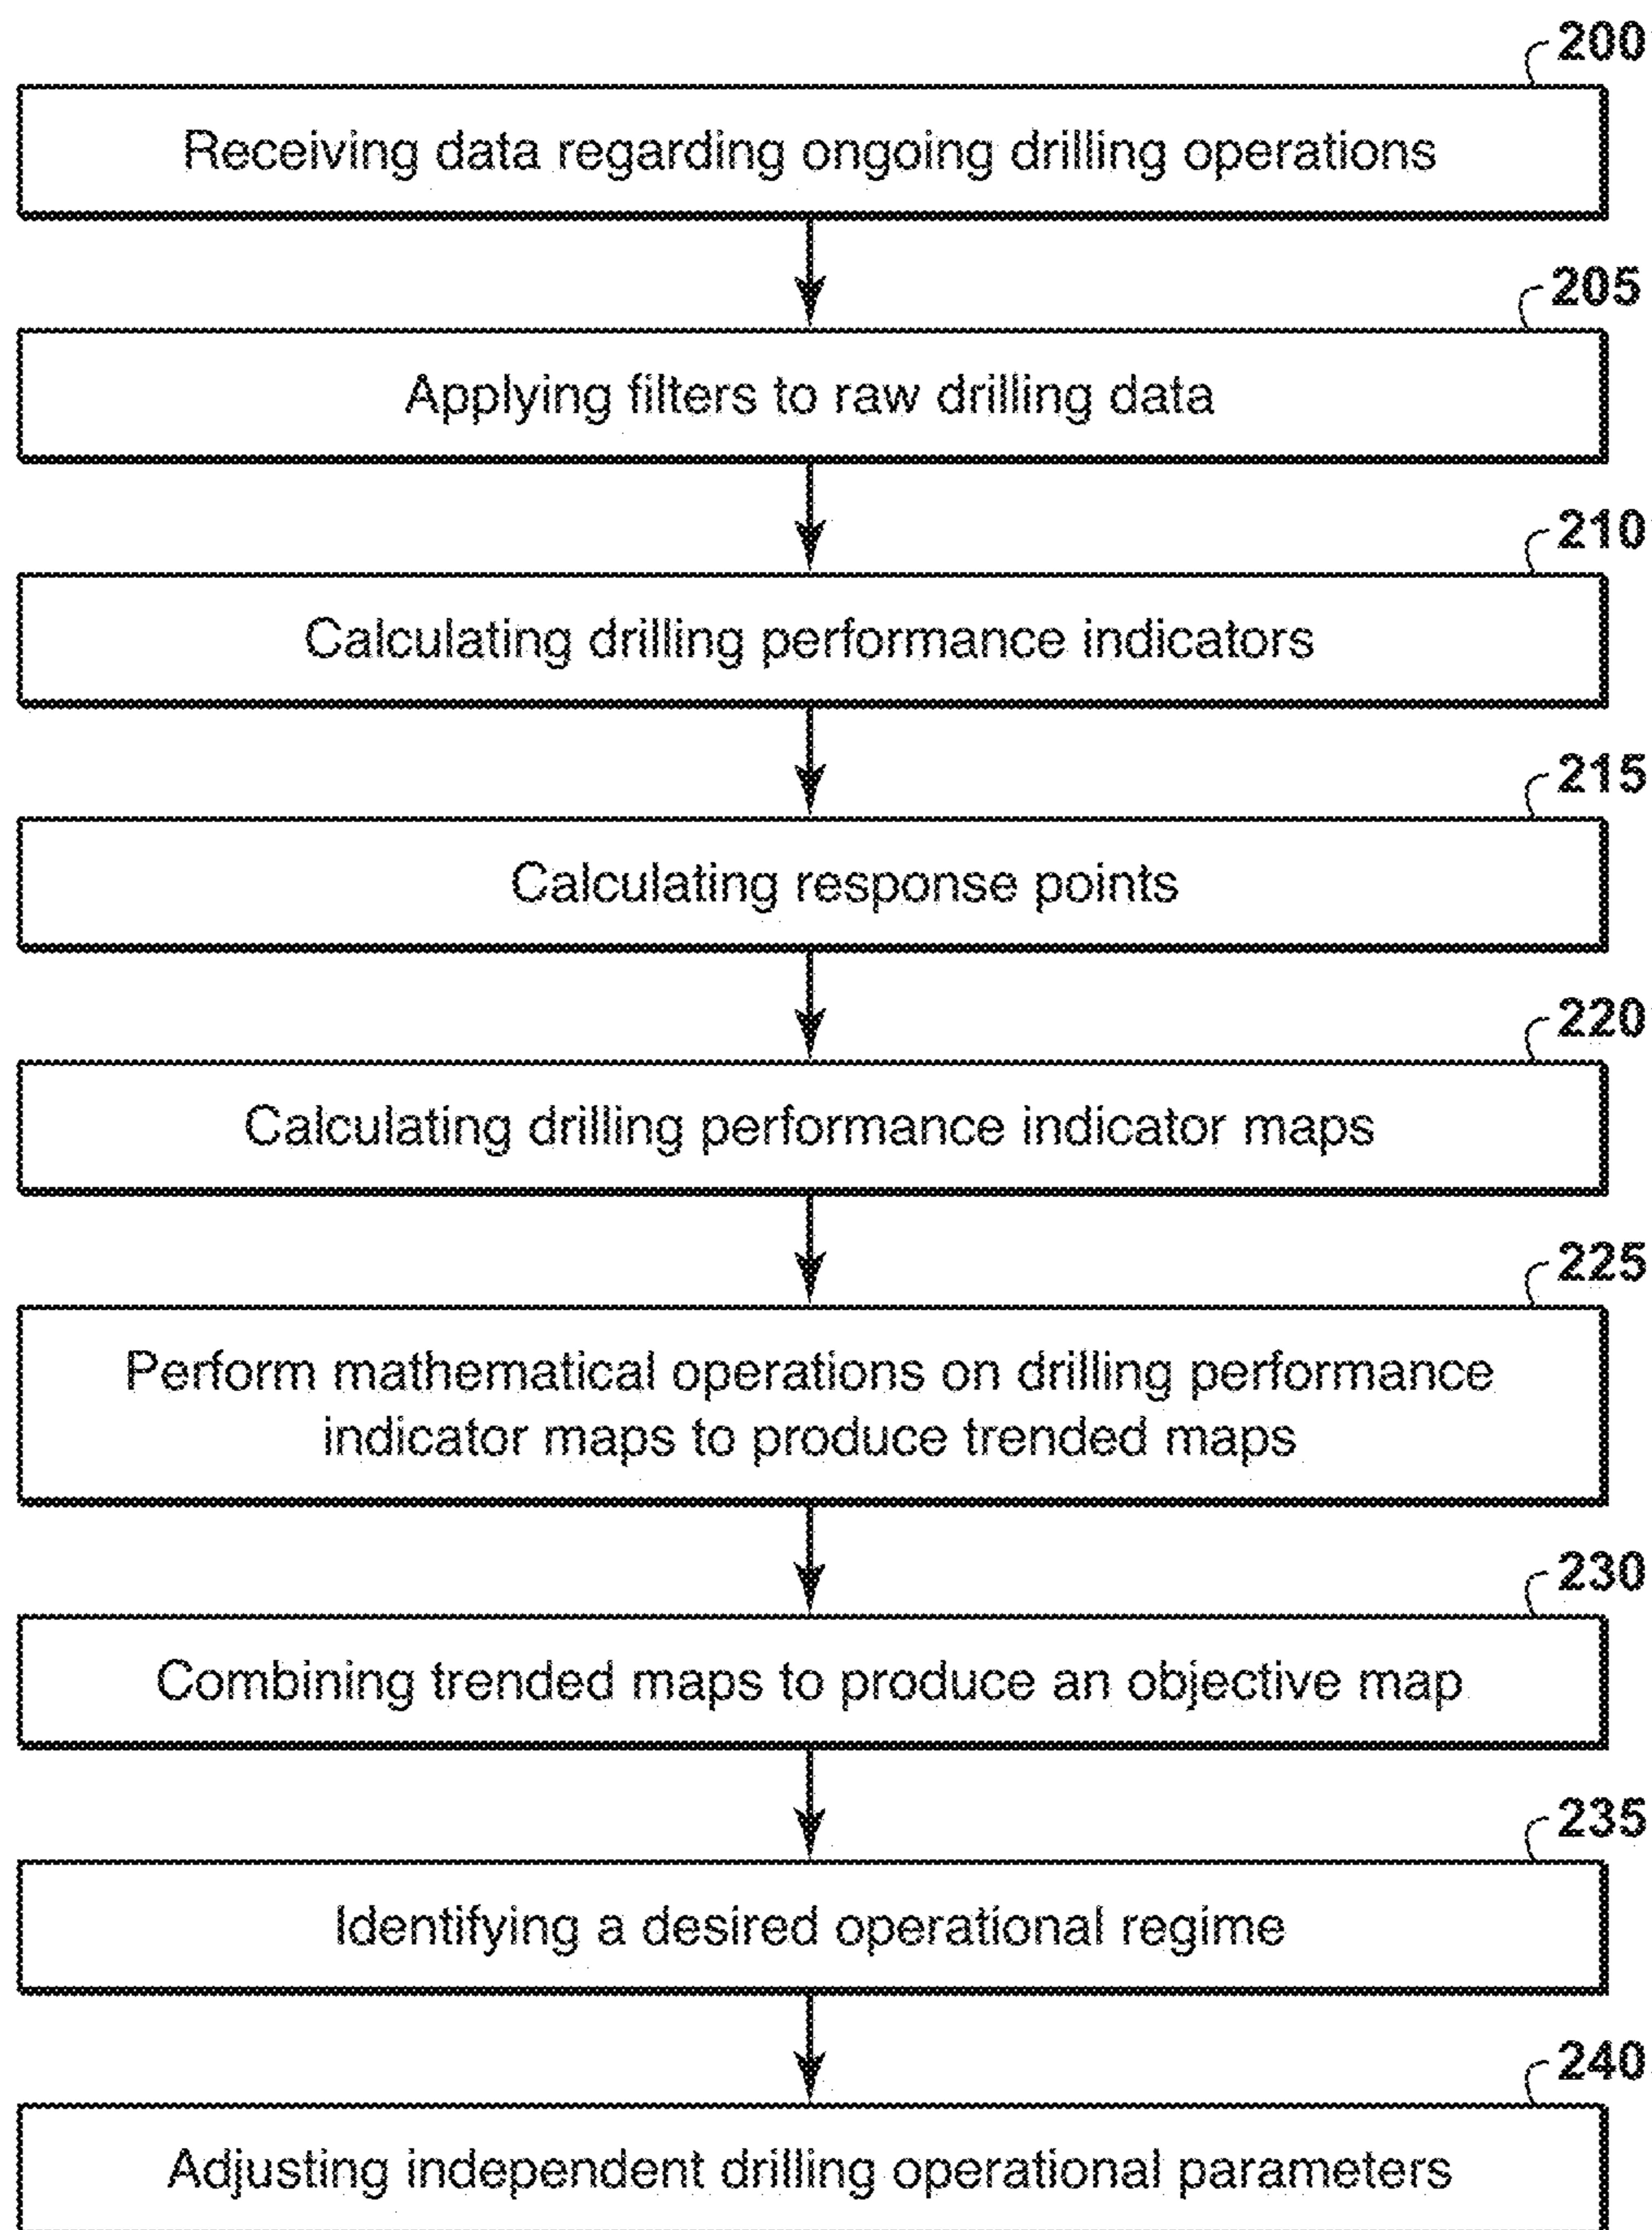 200
Receiving data regarding ongoing drilling operations
205
Applying filters to raw drilling data
210
Calculating drilling performance indicators
215
Calculating response points
220
Calculating drilling performance indicator maps
225
Perform mathematical operations on drilling performance
indicator maps to produce trended maps
230
Combining trended maps to produce an objective map
235
Identifying a desired operational regime
240
Adjusting independent drilling operational parameters